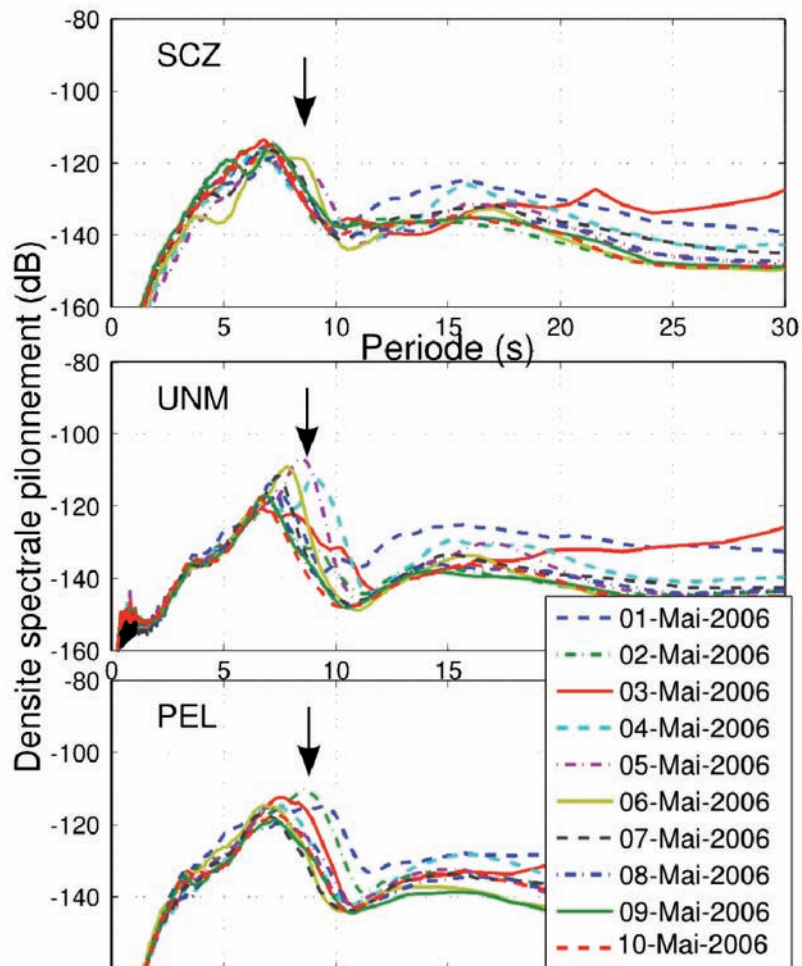 Densite spectrale pilonnement (dB)
-80
SCZ
-100
-120
-140
-160
0
5
10
15
20
25
30
Periode (s)
-80
UNM
-100
-120
-140
-160
0
5
10
15
-80
PEL
-100
-120
-140
01-Mai-2006
02-Mai-2006
03-Mai-2006
04-Mai-2006
05-Mai-2006
06-Mai-2006
07-Mai-2006
08-Mai-2006
09-Mai-2006
10-Mai-2006